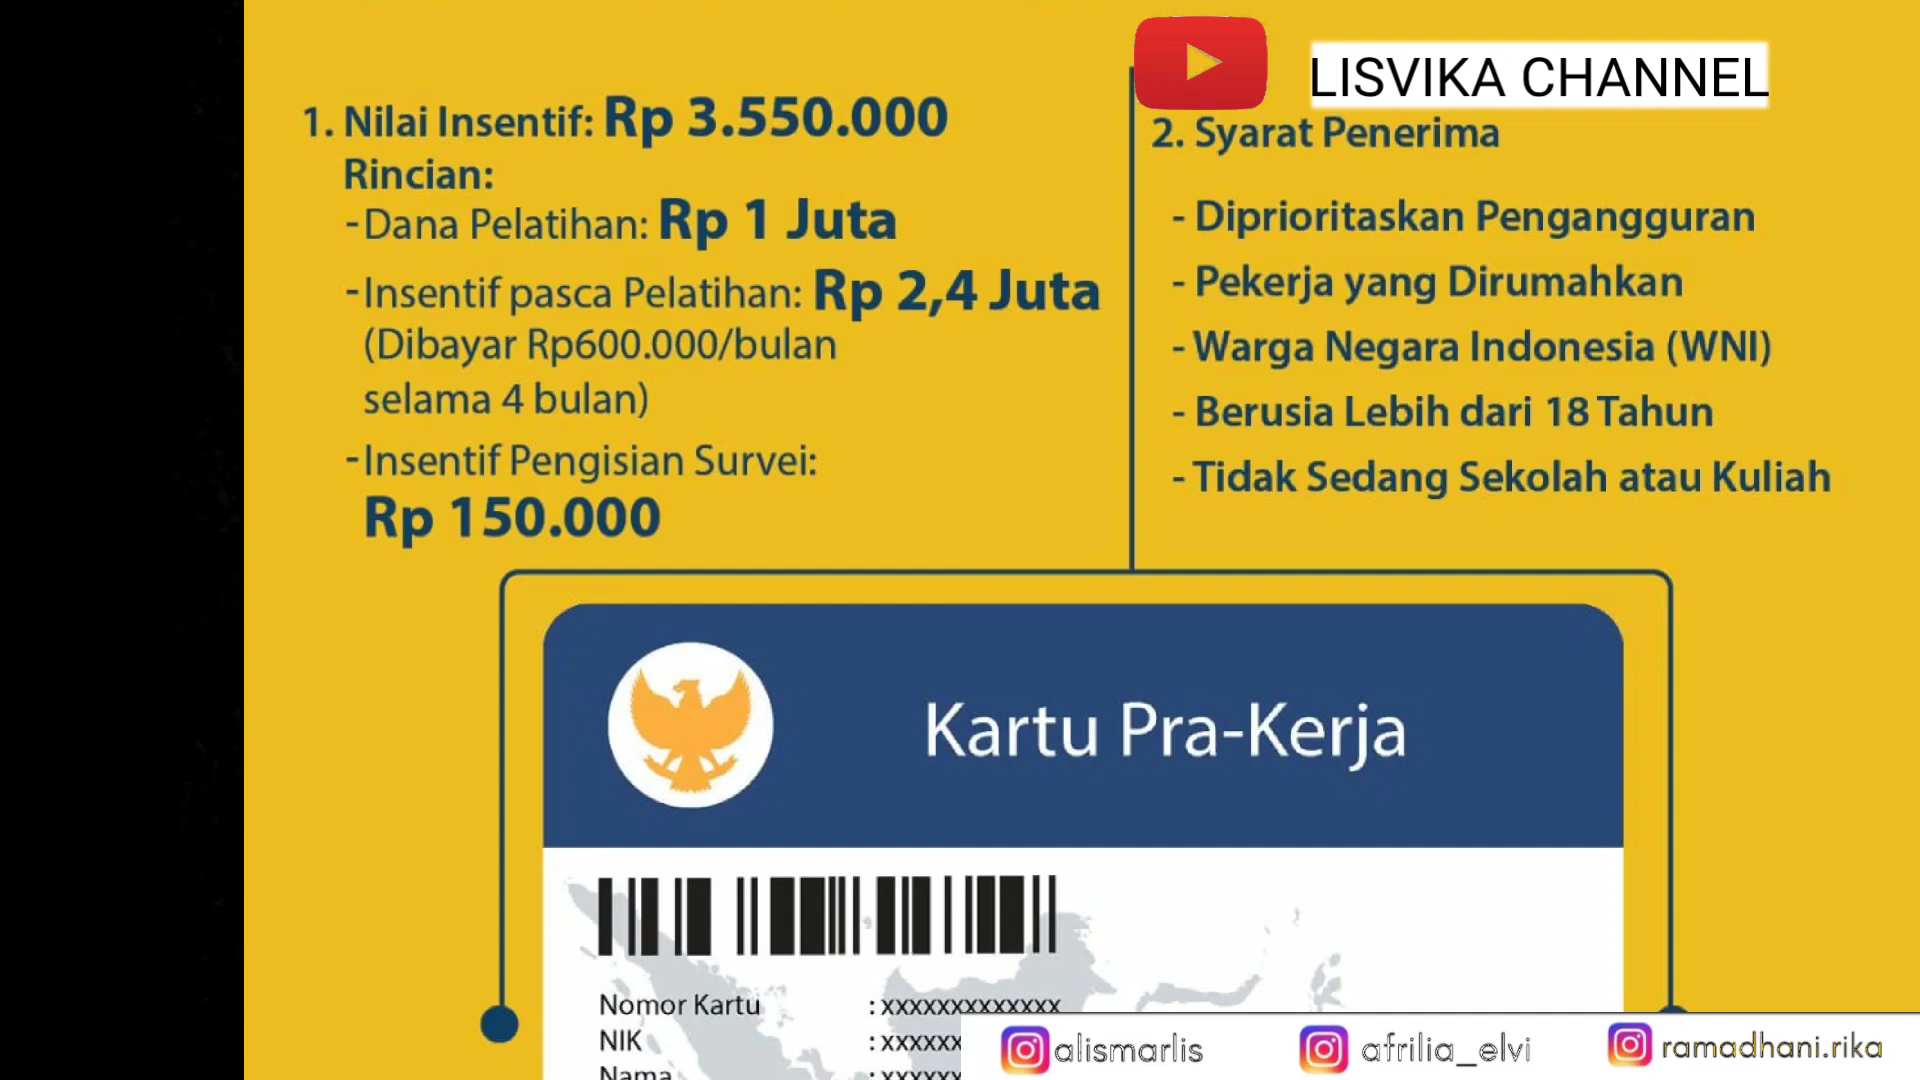 LISVIKA CHANNEL
1. Nilai Insentif: Rp 3.550.000
Rincian:
-Dana Pelatihan: Rp 1 Juta
-Insentif pasca Pelatihan: Rp 2,4 Juta
(Dibayar Rp600.000/bulan
selama 4 bulan)
-Insentif Pengisian Survei:
Rp 150.000
2. Syarat Penerima
- Diprioritaskan Pengangguran
- Pekerja yang Dirumahkan
- Warga Negara Indonesia (WNI)
- Berusia Lebih dari 18 Tahun
- Tidak Sedang Sekolah atau Kuliah
Kartu Pra-Kerja
Nomor Kartu : xxxxxxxxxxxxx
NIK : xxxxxx
Nama : xxxxxx
alismarlis
afrilia_elvi
ramadhani.rika